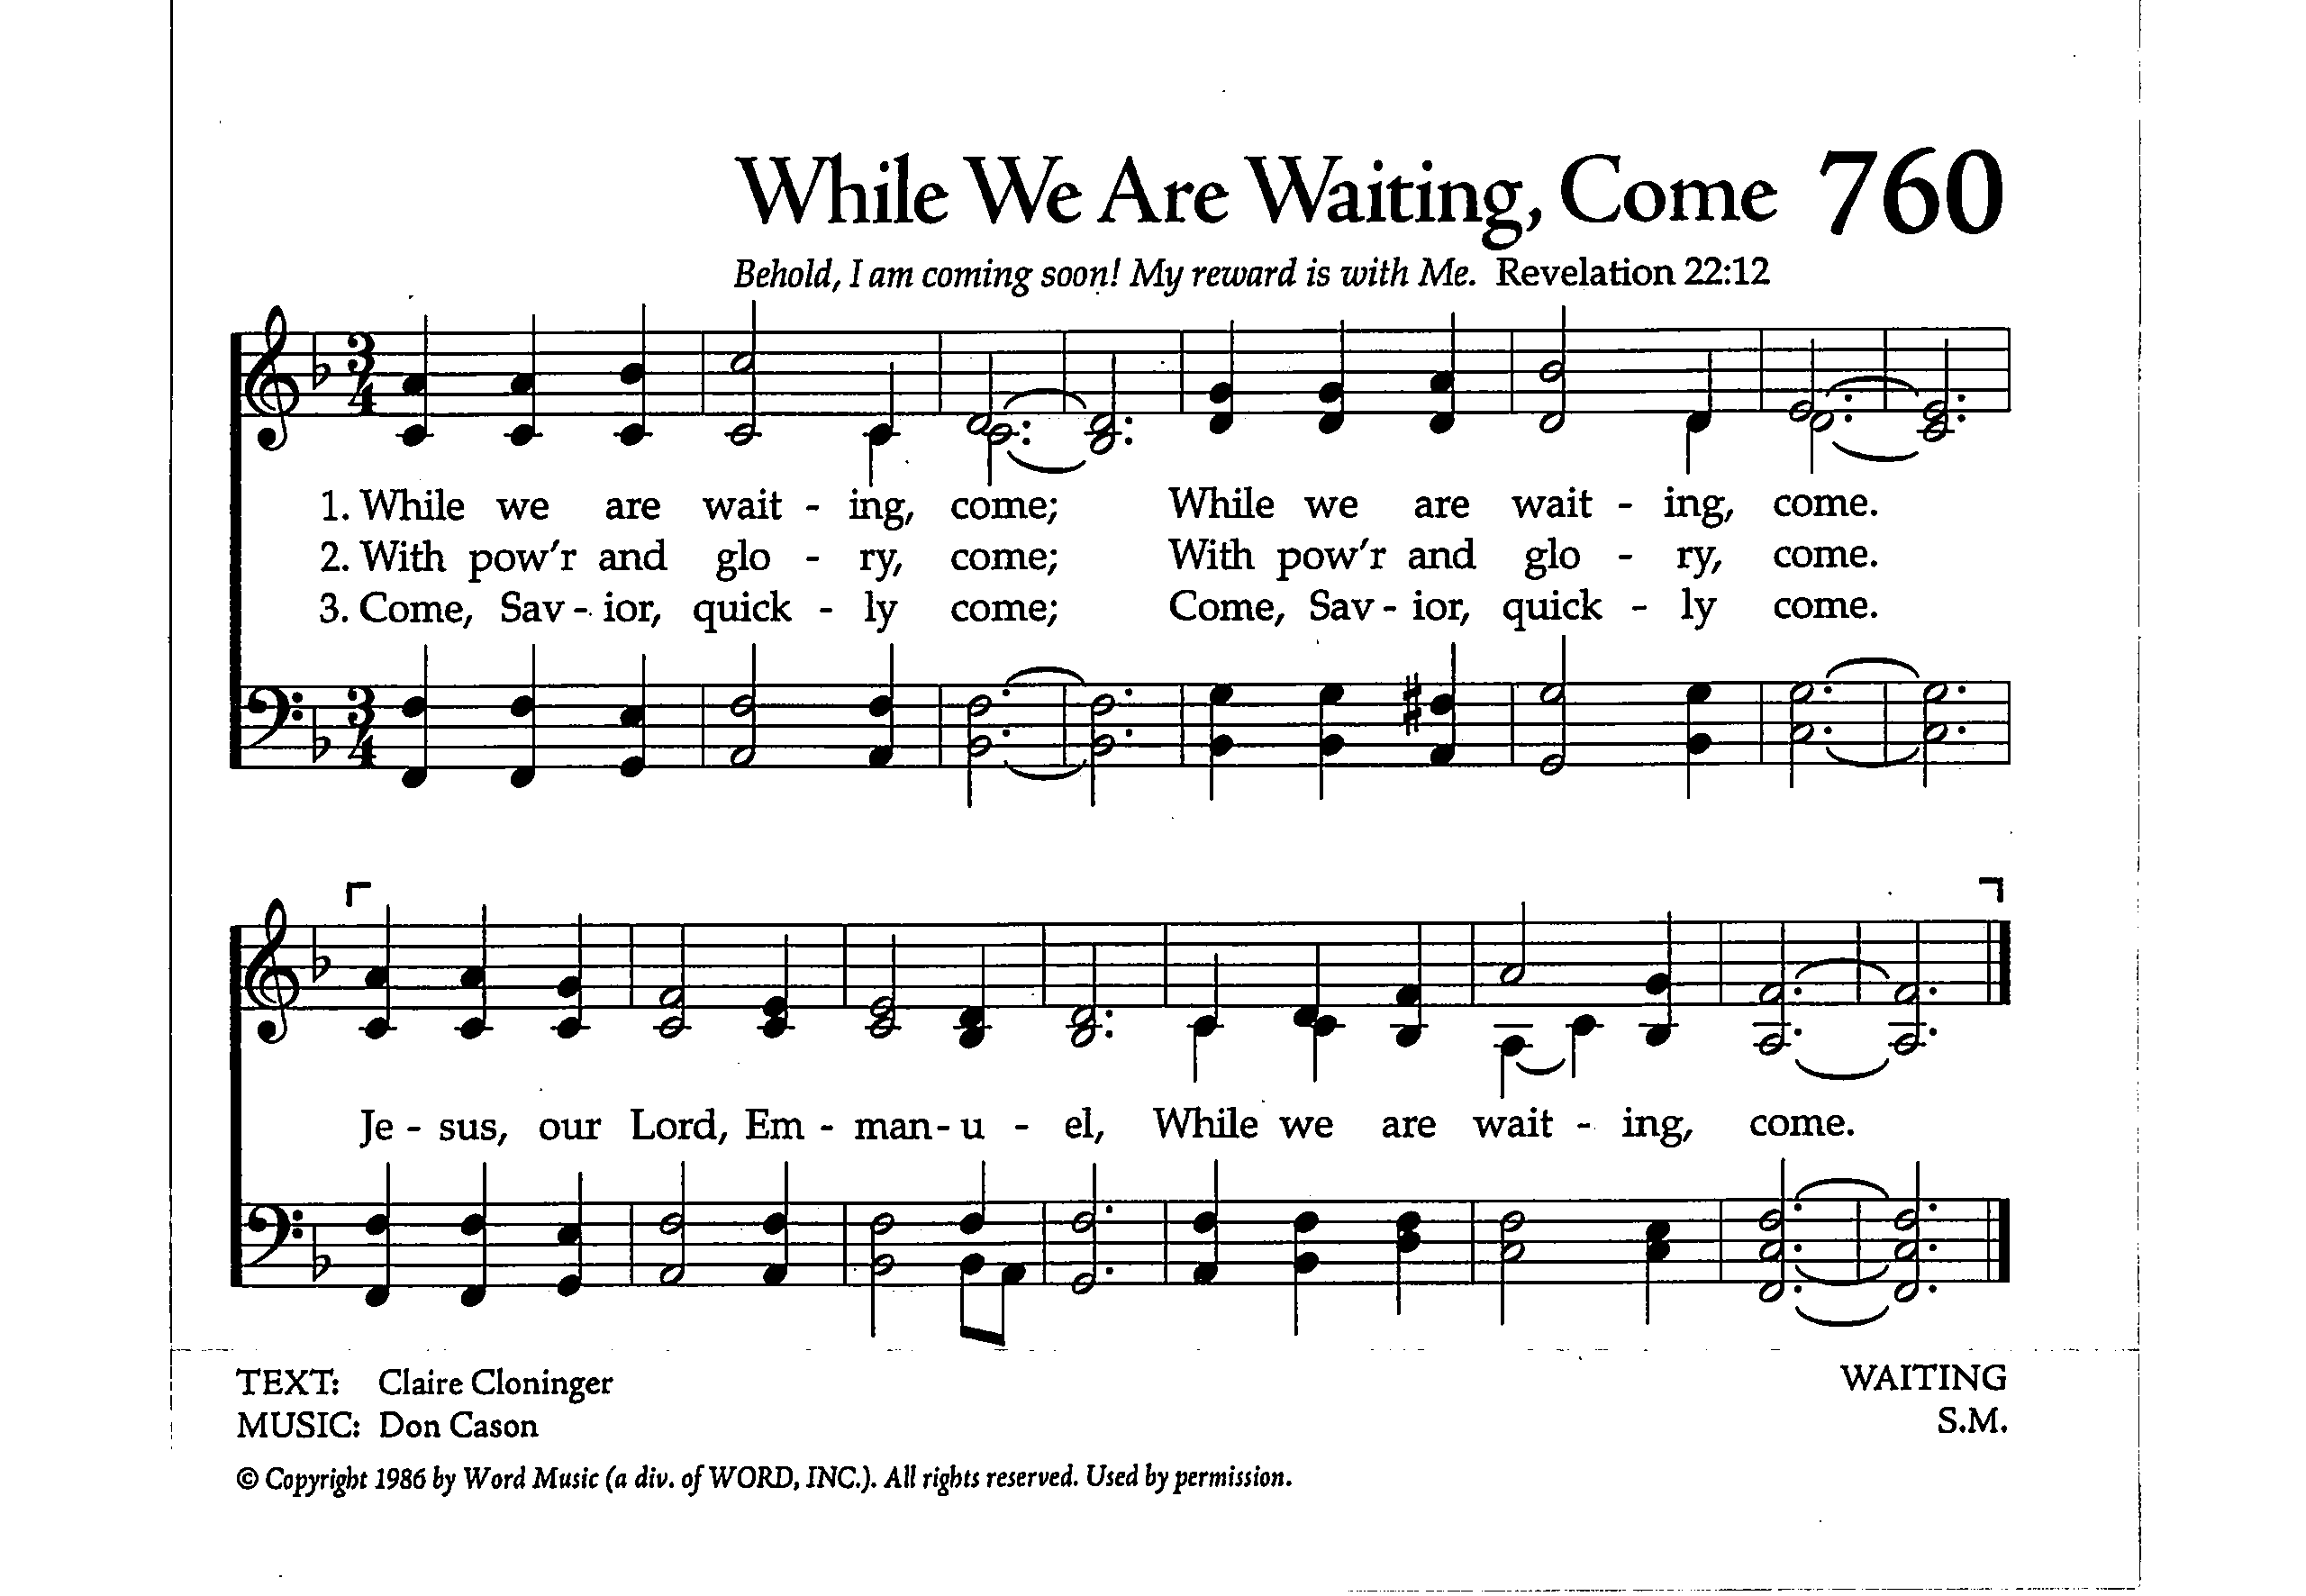 While We Are Waiting, Come 760
Behold, I am coming soon! My reward is with Me. Revelation 22:12
3
4
1. While we are wait - ing, come; While we are wait - ing, come.
2. With pow'r and glo - ry, come; With pow'r and glo - ry, come.
3. Come, Sav - ior, quick - ly come; Come, Sav - ior, quick - ly come.
3
4
Je - sus, our Lord, Em - man - u - el, While we are wait - ing, come.
TEXT: Claire Cloninger WAITING
MUSIC: Don Cason S.M.
© Copyright 1986 by Word Music (a div. of WORD, INC.). All rights reserved. Used by permission.